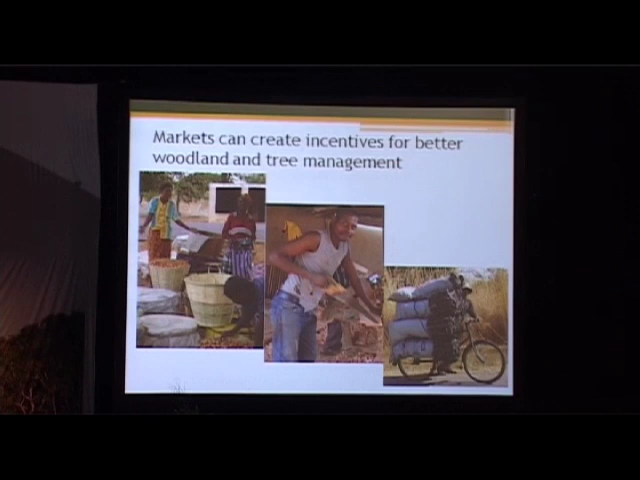 Markets can create incentives for better
woodland and tree management